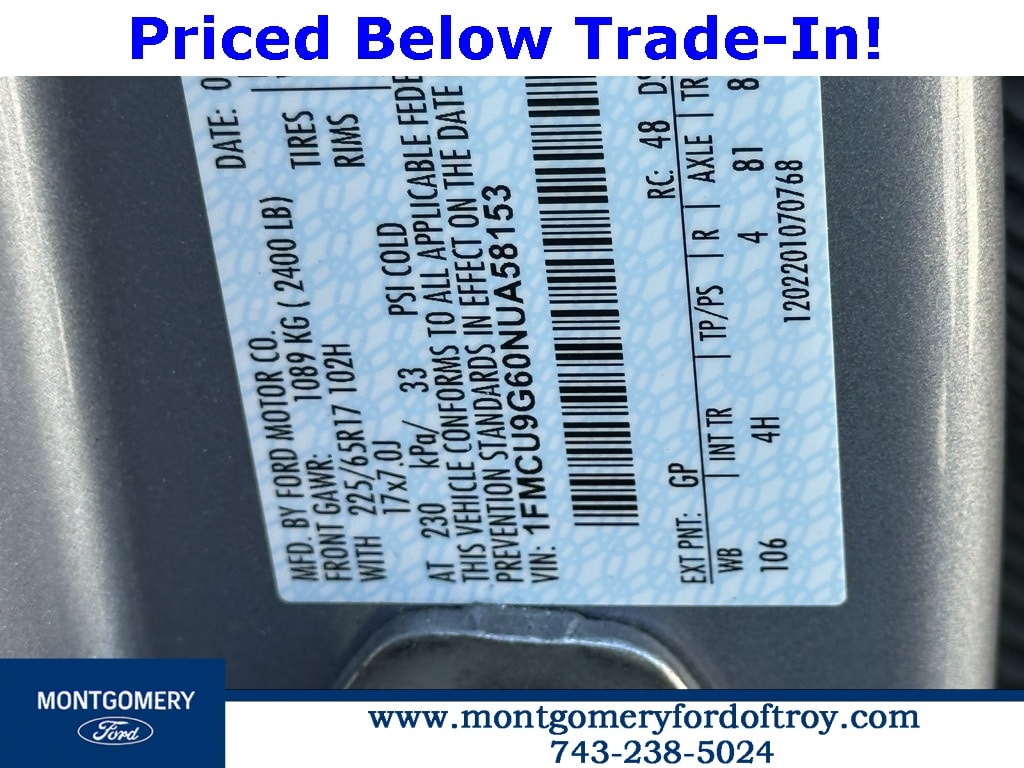 Priced Below Trade-In!
DATE: 0
MFD. BY FORD MOTOR CO.
FRONT GAWR: 1089 KG ( 2400 LB) TIRES
WITH 225/65R17 102H RIMS
17x7.0J
AT 230 kPa/ 33 PSI COLD
THIS VEHICLE CONFORMS TO ALL APPLICABLE FEDE
PREVENTION STANDARDS IN EFFECT ON THE DATE
VIN: 1FMCU9G60NUA58153
EXT PNT: GP RC: 48 DS
WB INT TR TP/PS R AXLE TR
106 4H 4 81 8
1202201070768
MONTGOMERY
Ford
www.montgomeryfordoftroy.com
743-238-5024